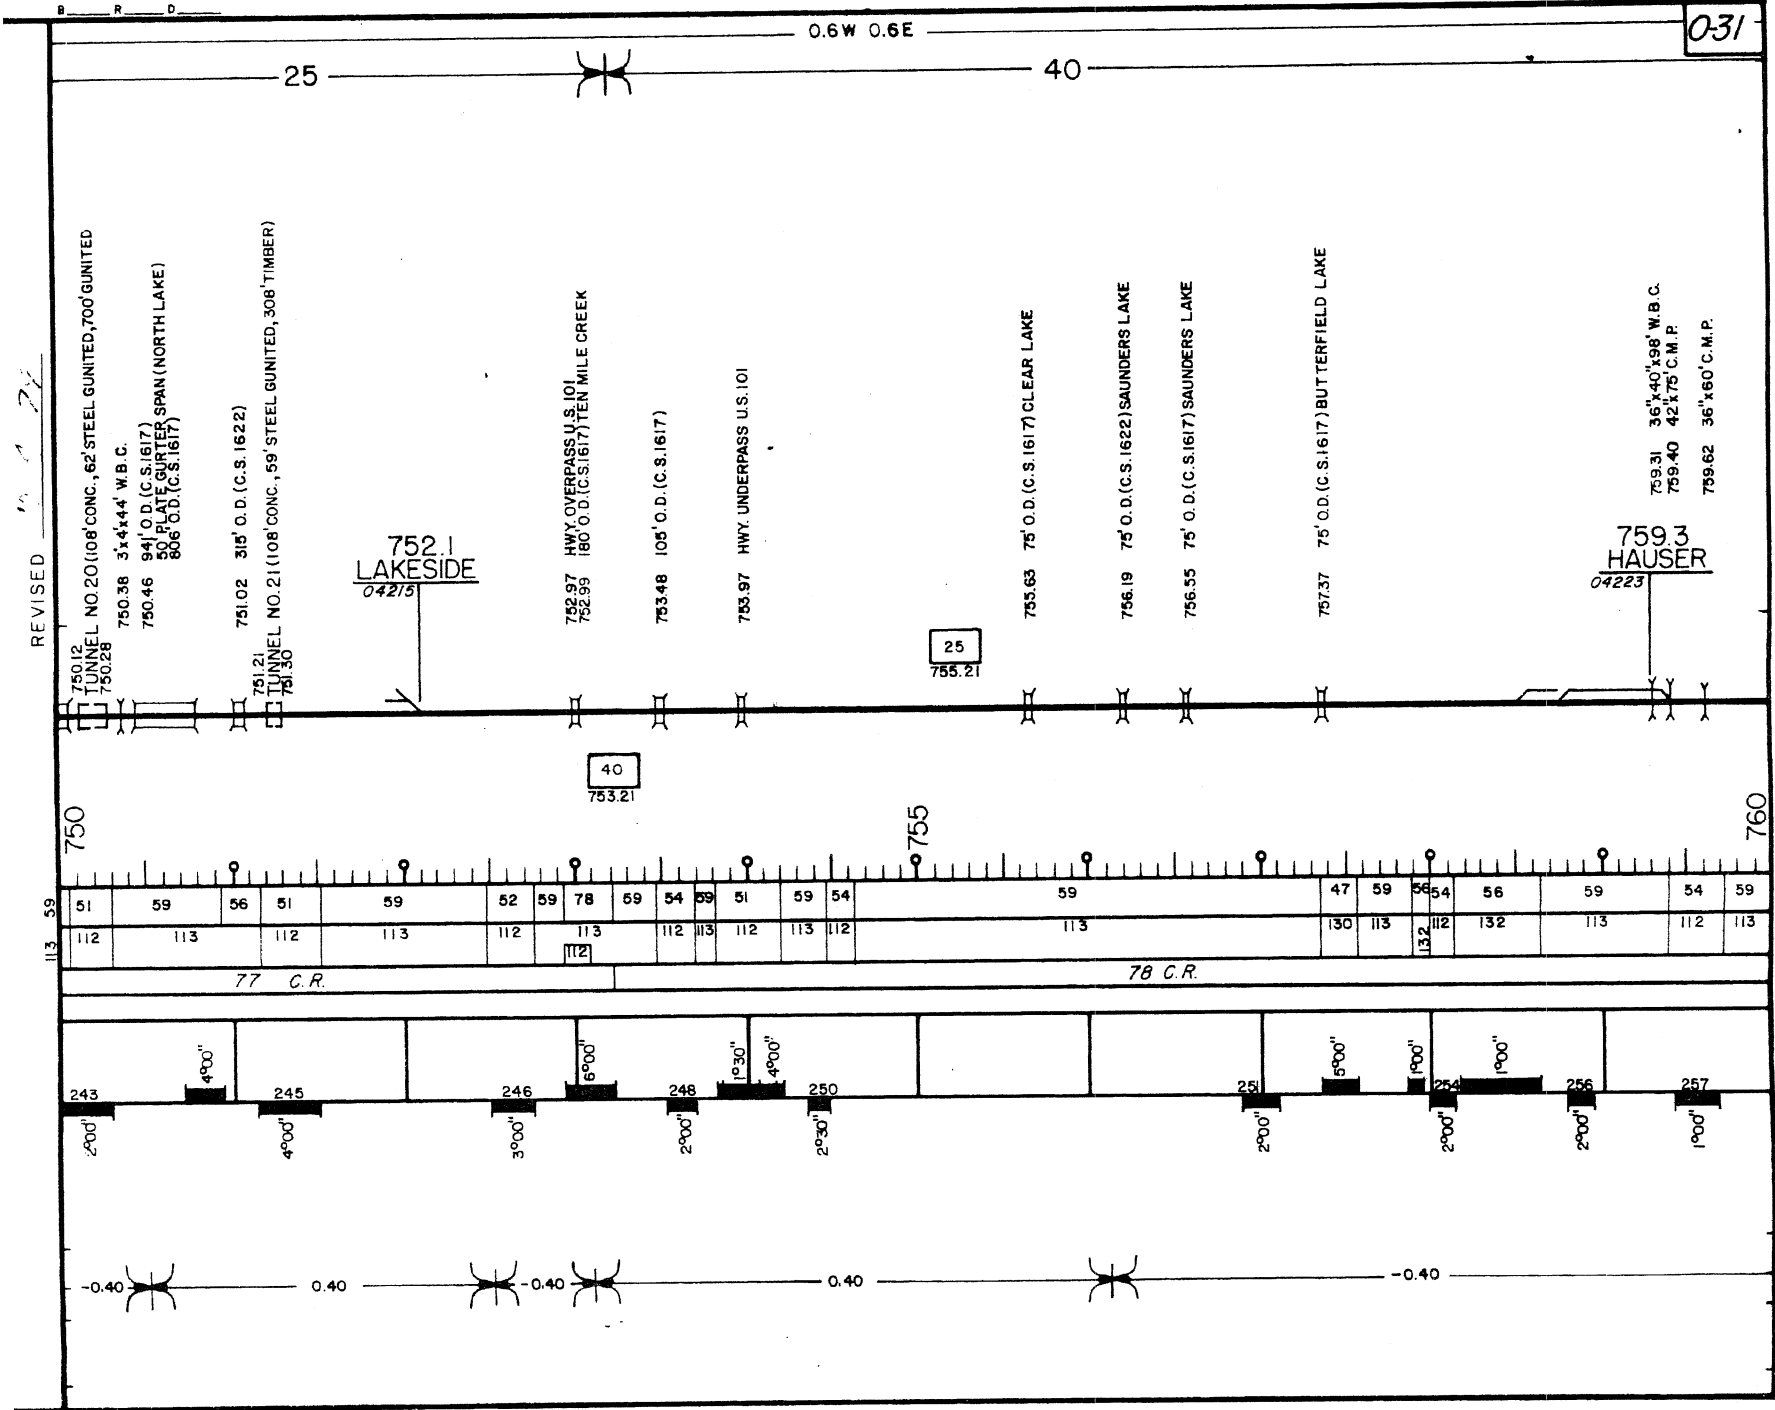 B____ R____ D____
0.6W 0.6E
0-31
25
40
REVISED
750.12
TUNNEL NO. 20 (108' CONC., 62' STEEL GUNITED, 700' GUNITED
750.28
750.38 3'x4'x44' W.B.C.
750.46 941' O.D. (C.S. 1617)
50' PLATE GURTER SPAN (NORTH LAKE)
806' O.D. (C.S. 1617)
751.02 315' O.D. (C.S. 1622)
751.21
TUNNEL NO. 21 (108' CONC., 59' STEEL GUNITED, 308' TIMBER)
751.30
752.1
LAKESIDE
04215
752.97 HWY. OVERPASS U.S. 101
752.99 180' O.D. (C.S. 1617) TEN MILE CREEK
753.48 105' O.D. (C.S. 1617)
753.97 HWY. UNDERPASS U.S. 101
25
755.21
755.63 75' O.D. (C.S. 1617) CLEAR LAKE
756.19 75' O.D. (C.S. 1622) SAUNDERS LAKE
756.55 75' O.D. (C.S. 1617) SAUNDERS LAKE
757.37 75' O.D. (C.S. 1617) BUTTERFIELD LAKE
759.3
HAUSER
04223
759.31 36"x40"x98' W.B.C.
759.40 42"x75' C.M.P.
759.62 36"x60' C.M.P.
40
753.21
750 755 760
59 51 59 56 51 59 52 59 78 59 54 59 51 59 54 59 47 59 56 54 56 59 54 59
113 112 113 112 113 112 113 112 113 112 113 112 113 130 113 132 112 132 113 112 113
112
77 C.R. 78 C.R.
4°00" 6°00" 1°30" 4°00" 5°00" 1°00" 1°00"
243 245 246 248 250 251 254 256 257
2°00" 4°00" 3°00" 2°00" 2°30" 2°00" 2°00" 2°00" 1°00"
-0.40 0.40 -0.40 0.40 -0.40